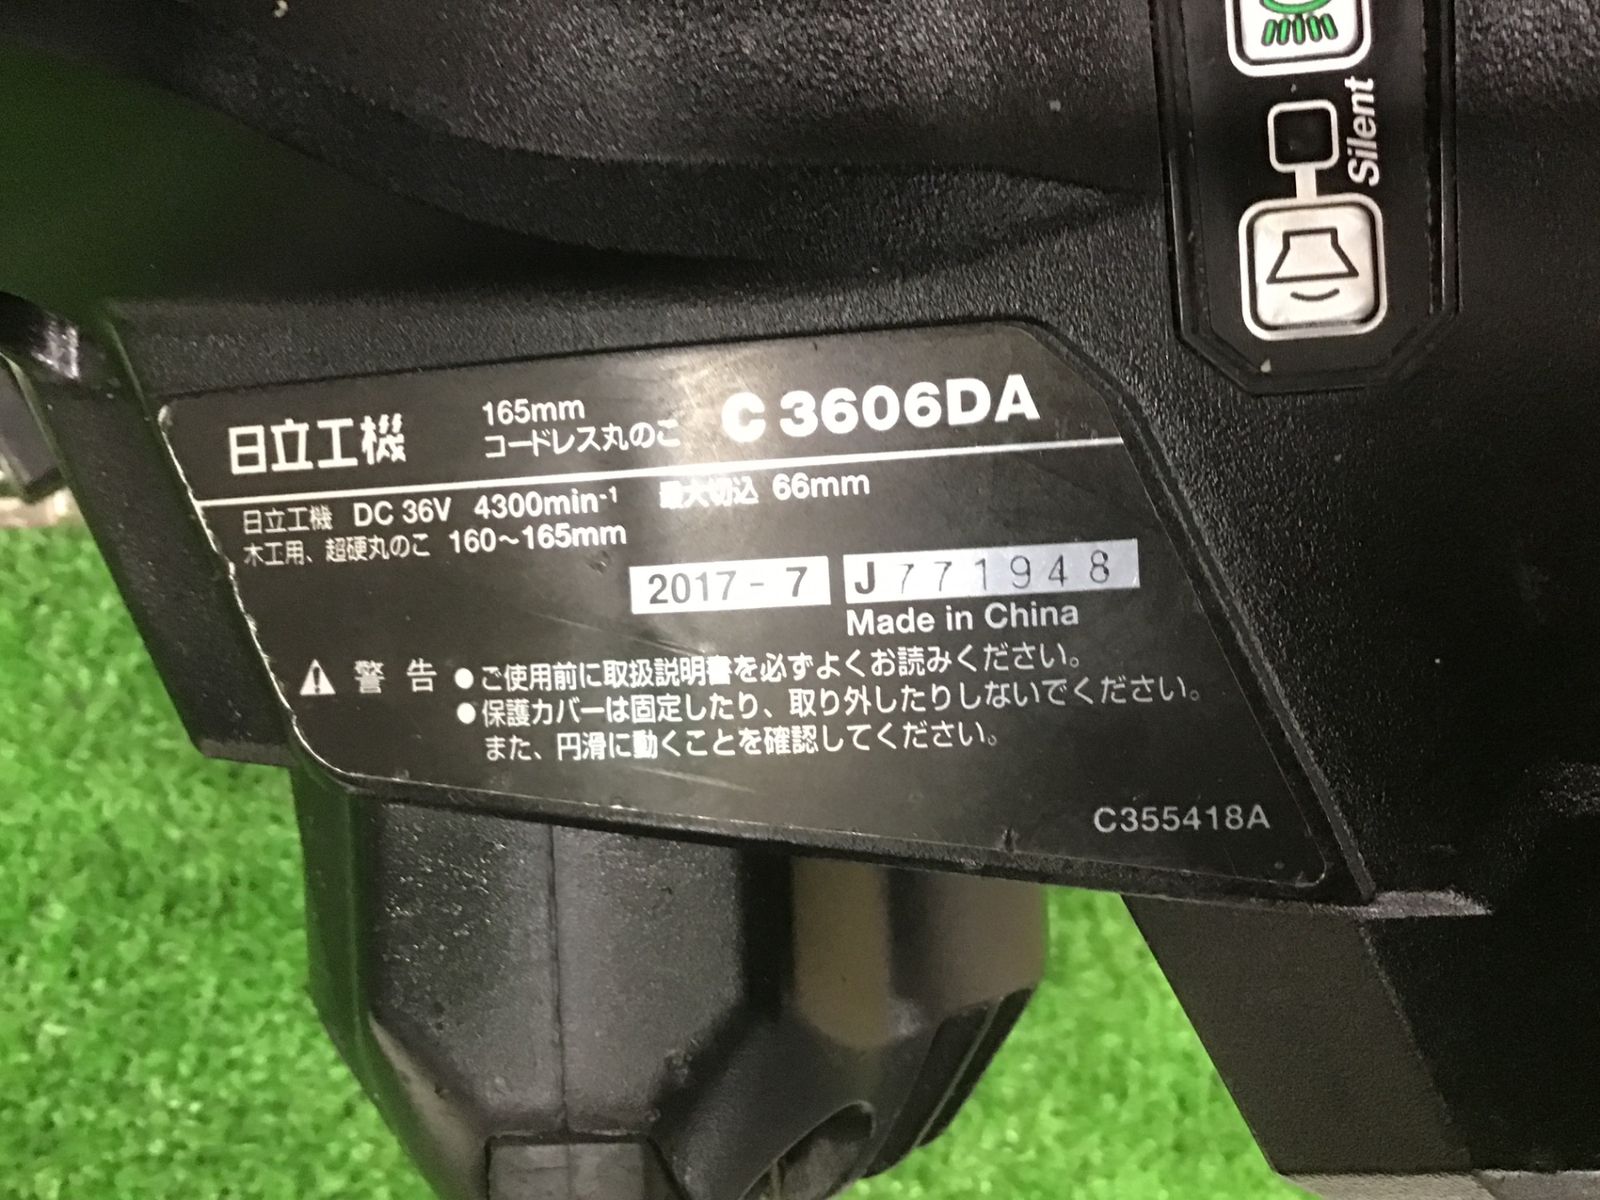 Silent
日立工機
165mm
コードレス丸のこ
C 3606DA
日立工機 DC 36V 4300min-1 最大切込 66mm
木工用、超硬丸のこ 160～165mm
2017-7 J771948
Made in China
警告 ●ご使用前に取扱説明書を必ずよくお読みください。
●保護カバーは固定したり、取り外したりしないでください。
また、円滑に動くことを確認してください。
C355418A